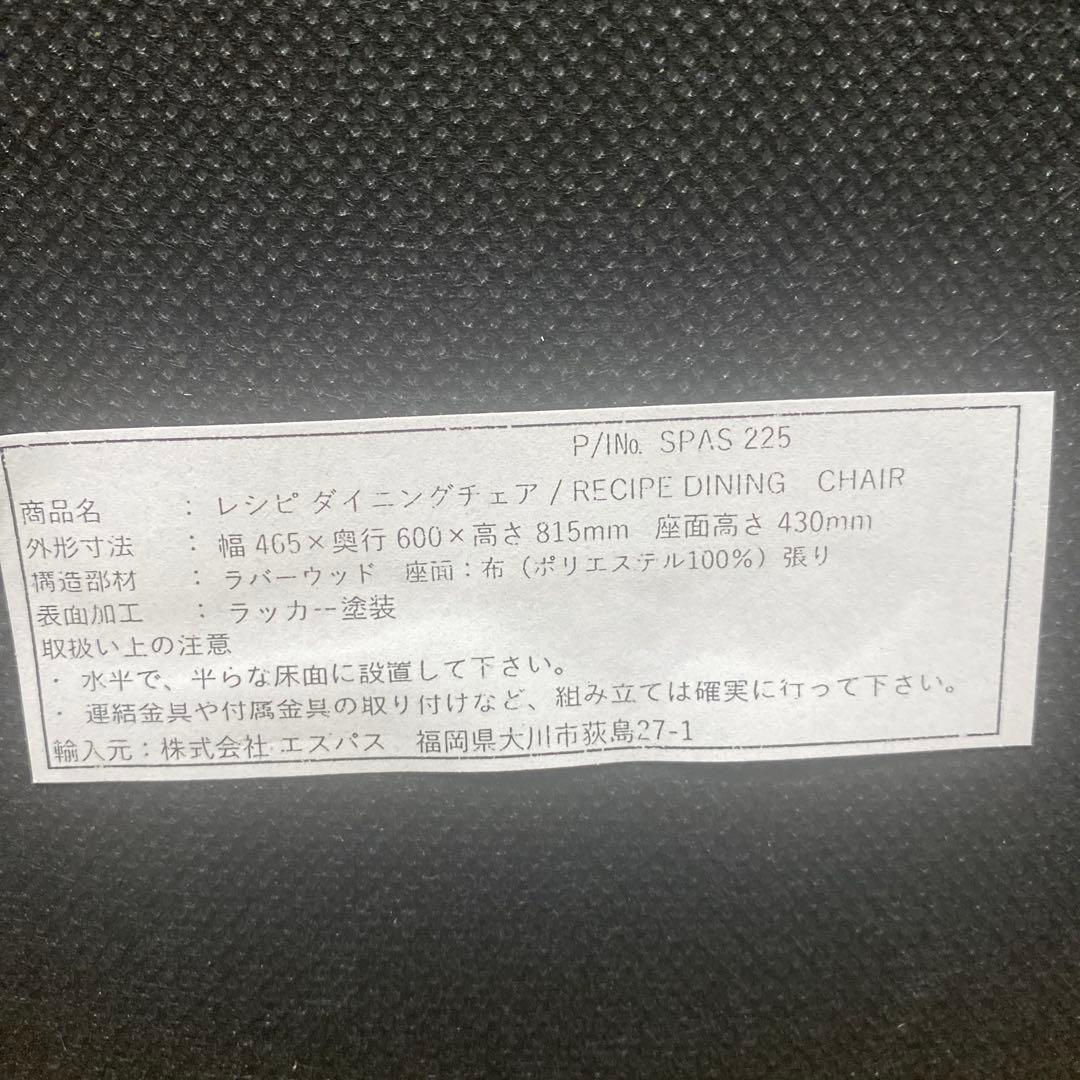 P/INo. SPAS 225
商品名 : レシピ ダイニングチェア / RECIPE DINING CHAIR
外形寸法 : 幅 465×奥行 600×高さ 815mm 座面高さ 430mm
構造部材 : ラバーウッド 座面：布（ポリエステル100%）張り
表面加工 : ラッカー塗装
取扱い上の注意
・ 水平で、平らな床面に設置して下さい。
・ 連結金具や付属金具の取り付けなど、組み立ては確実に行って下さい。
輸入元：株式会社 エスパス 福岡県大川市荻島27-1